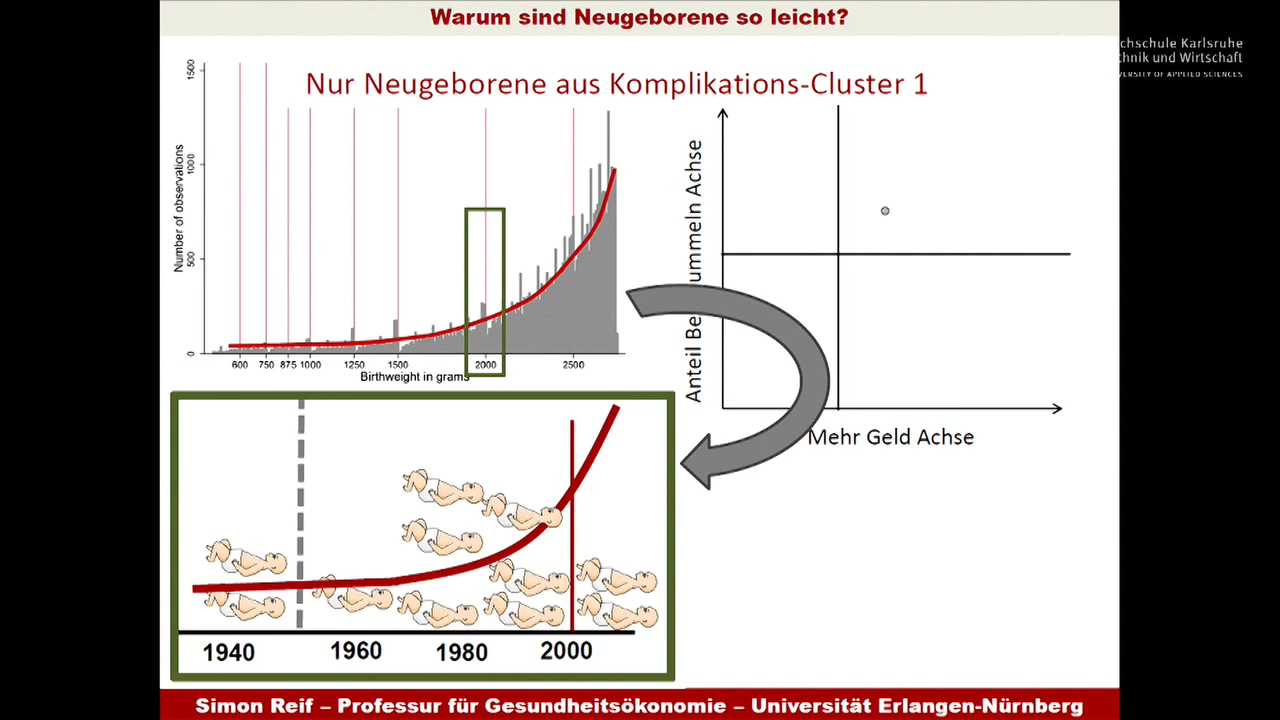 Warum sind Neugeborene so leicht?
chschule Karlsruhe
chnik und Wirtschaft
VERSITY OF APPLIED SCIENCES
Nur Neugeborene aus Komplikations-Cluster 1
Number of observations
1500
1000
500
0
600 750 875 1000 1250 1500 2000 2500
Birthweight in grams
Anteil Be ummeln Achse
Mehr Geld Achse
1940 1960 1980 2000
Simon Reif – Professur für Gesundheitsökonomie – Universität Erlangen-Nürnberg